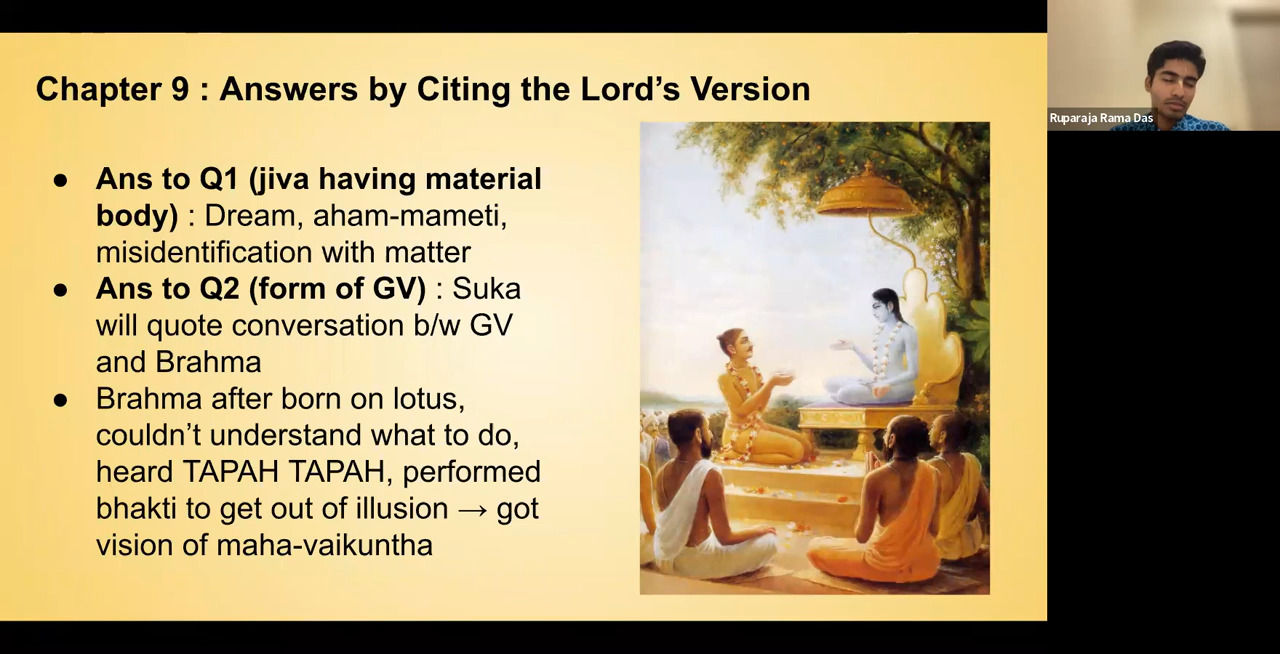 Chapter 9 : Answers by Citing the Lord’s Version
● Ans to Q1 (jiva having material
body) : Dream, aham-mameti,
misidentification with matter
● Ans to Q2 (form of GV) : Suka
will quote conversation b/w GV
and Brahma
● Brahma after born on lotus,
couldn’t understand what to do,
heard TAPAH TAPAH, performed
bhakti to get out of illusion → got
vision of maha-vaikuntha
Ruparaja Rama Das